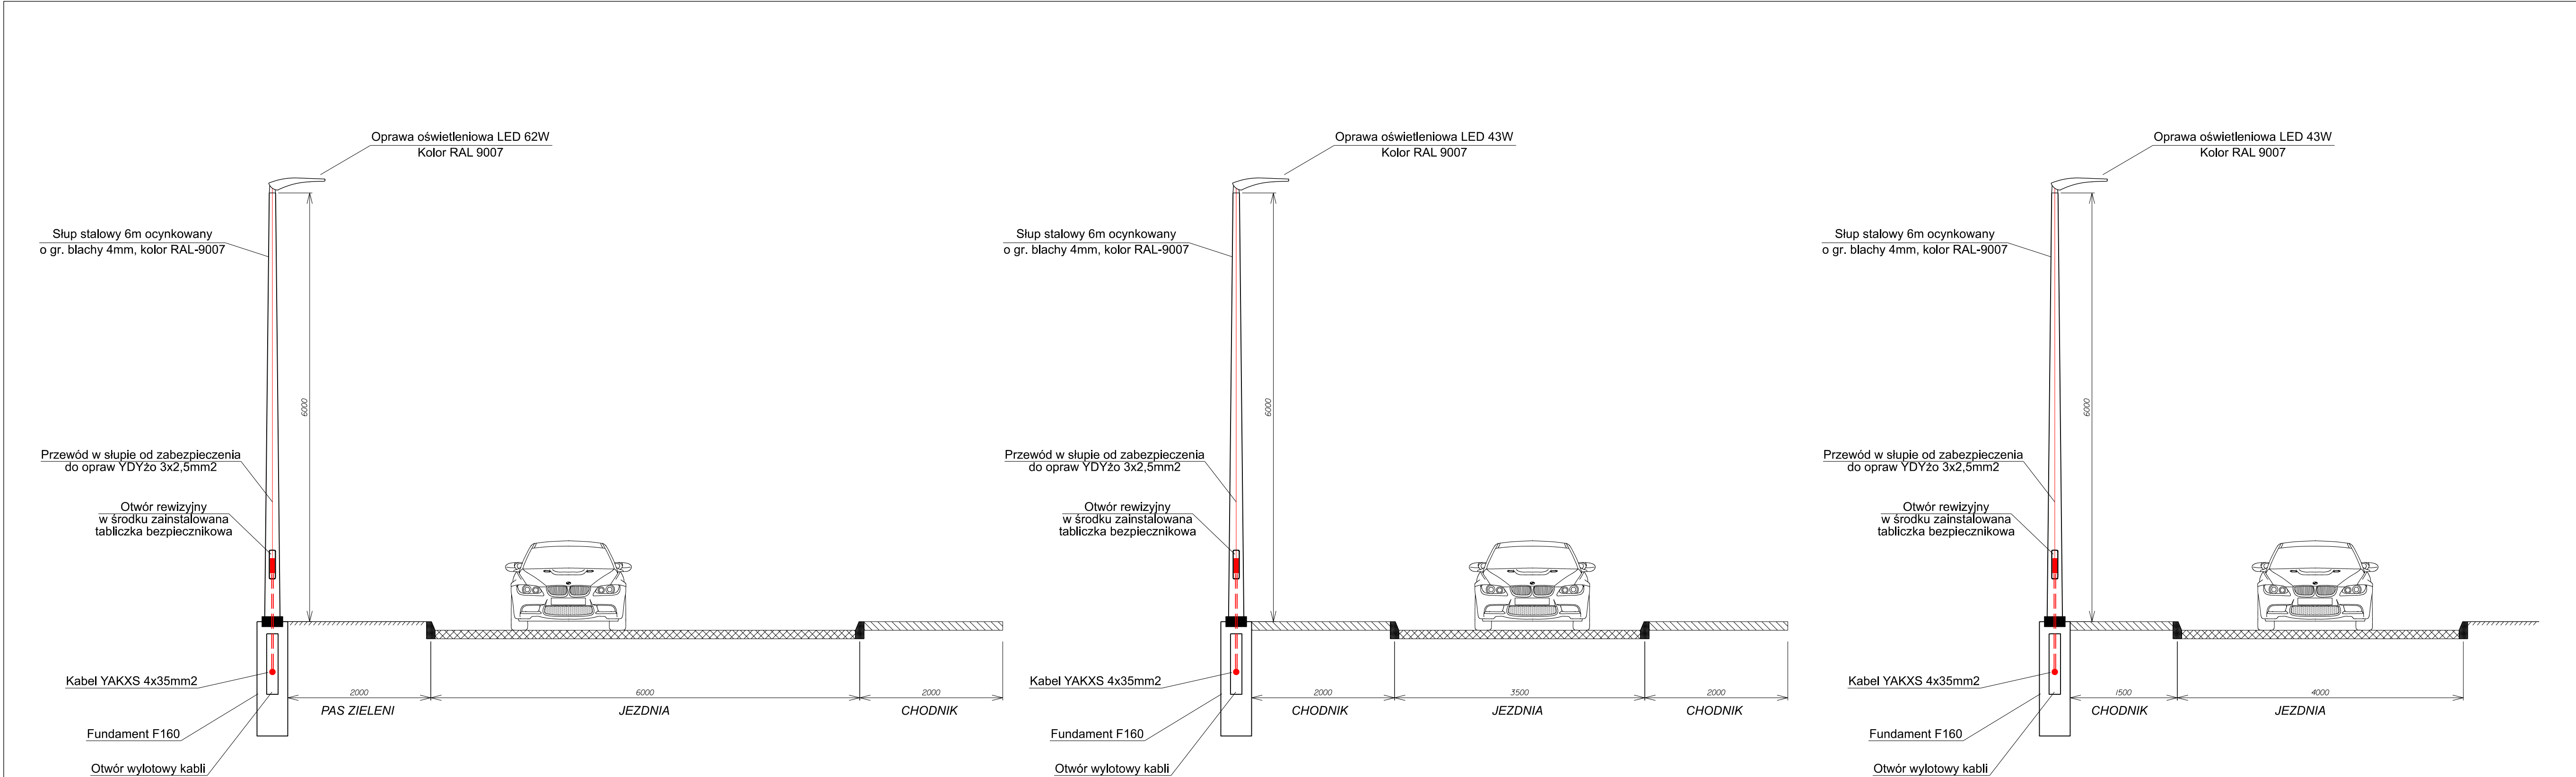 Oprawa oświetleniowa LED 62W
Kolor RAL 9007
Słup stalowy 6m ocynkowany
o gr. blachy 4mm, kolor RAL-9007
6000
Przewód w słupie od zabezpieczenia
do opraw YDYżo 3x2,5mm2
Otwór rewizyjny
w środku zainstalowana
tabliczka bezpiecznikowa
Kabel YAKXS 4x35mm2
2000
6000
2000
PAS ZIELENI
JEZDNIA
CHODNIK
Fundament F160
Otwór wylotowy kabli
Oprawa oświetleniowa LED 43W
Kolor RAL 9007
Słup stalowy 6m ocynkowany
o gr. blachy 4mm, kolor RAL-9007
6000
Przewód w słupie od zabezpieczenia
do opraw YDYżo 3x2,5mm2
Otwór rewizyjny
w środku zainstalowana
tabliczka bezpiecznikowa
Kabel YAKXS 4x35mm2
2000
3500
2000
CHODNIK
JEZDNIA
CHODNIK
Fundament F160
Otwór wylotowy kabli
Oprawa oświetleniowa LED 43W
Kolor RAL 9007
Słup stalowy 6m ocynkowany
o gr. blachy 4mm, kolor RAL-9007
6000
Przewód w słupie od zabezpieczenia
do opraw YDYżo 3x2,5mm2
Otwór rewizyjny
w środku zainstalowana
tabliczka bezpiecznikowa
Kabel YAKXS 4x35mm2
1500
4000
CHODNIK
JEZDNIA
Fundament F160
Otwór wylotowy kabli